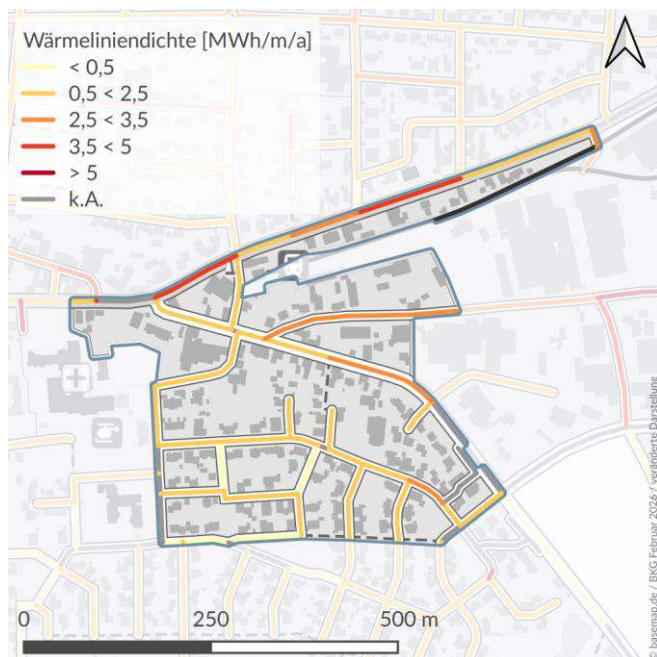 Wärmeliniendichte [MWh/m/a]
< 0,5
0,5 < 2,5
2,5 < 3,5
3,5 < 5
> 5
k.A.
© basemap.de / BKG Februar 2026 / veränderte Darstellung
0 250 500 m